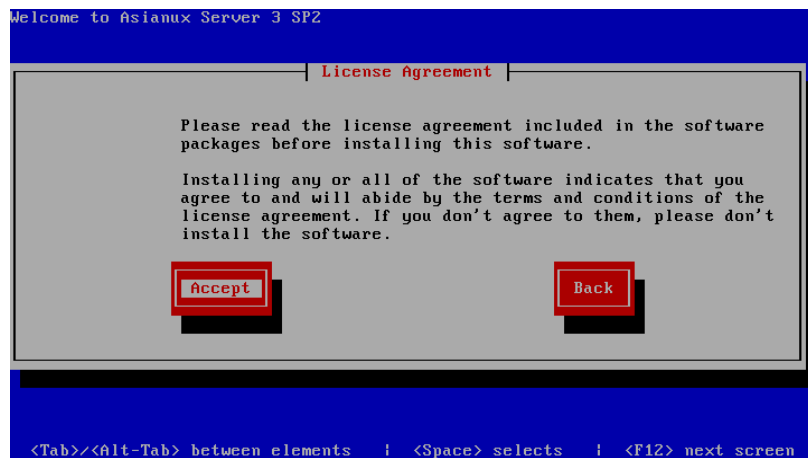 Welcome to Asianux Server 3 SP2
License Agreement
Please read the license agreement included in the software
packages before installing this software.
Installing any or all of the software indicates that you
agree to and will abide by the terms and conditions of the
license agreement. If you don't agree to them, please don't
install the software.
Accept Back
<Tab>/<Alt-Tab> between elements | <Space> selects | <F12> next screen